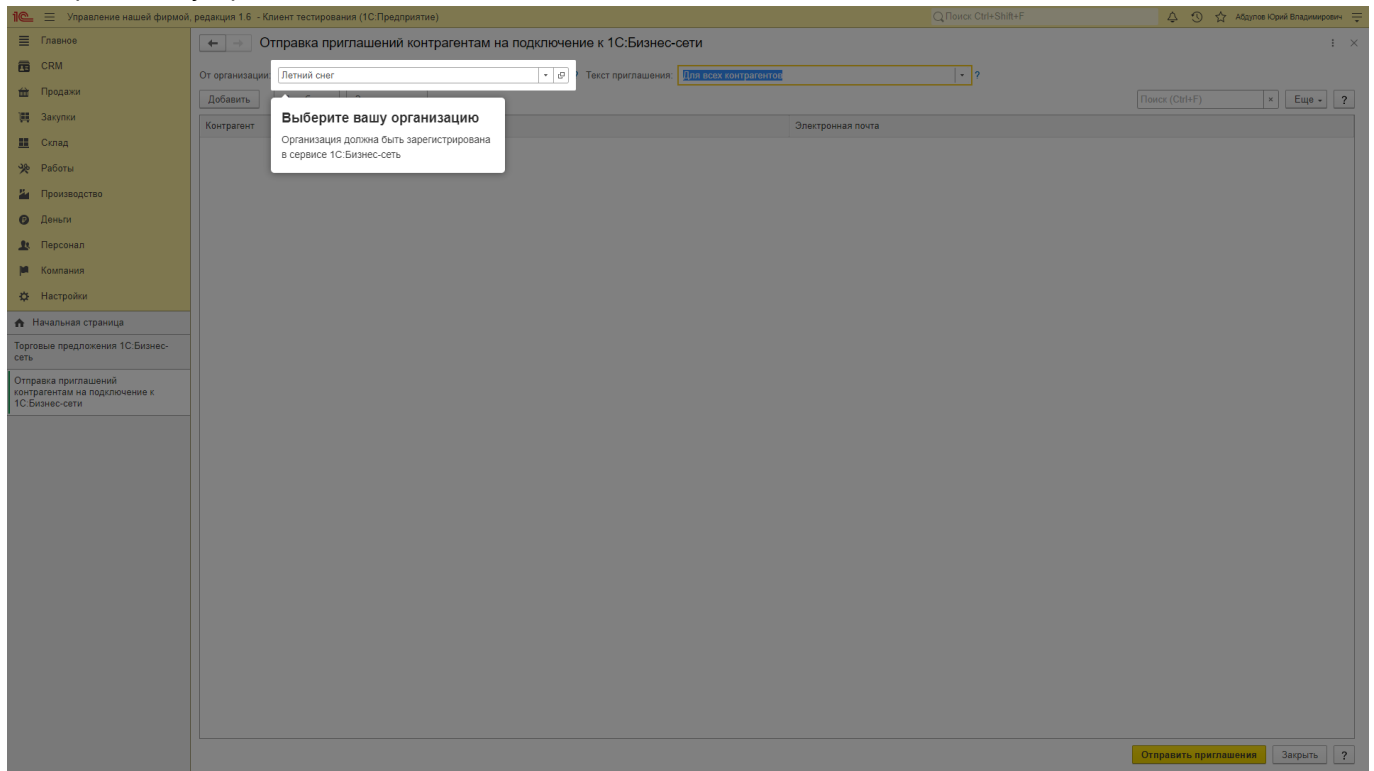 1С Управление нашей фирмой, редакция 1.6 - Клиент тестирования (1С:Предприятие) Поиск Ctrl+Shift+F Абдулов Юрий Владимирович
Главное
CRM
Продажи
Закупки
Склад
Работы
Производство
Деньги
Персонал
Компания
Настройки
Начальная страница
Торговые предложения 1С:Бизнес-
сеть
Отправка приглашений
контрагентам на подключение к
1С:Бизнес-сети
Отправка приглашений контрагентам на подключение к 1С:Бизнес-сети
От организации: Летний снег ? Текст приглашения: Для всех контрагентов ?
Добавить Поиск (Ctrl+F) × Еще ?
Контрагент Электронная почта
Выберите вашу организацию
Организация должна быть зарегистрирована
в сервисе 1С:Бизнес-сеть
Отправить приглашения Закрыть ?